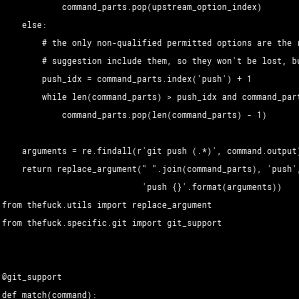 command_parts.pop(upstream_option_index)
else:
# the only non-qualified permitted options are the
# suggestion include them, so they won't be lost,
push_idx = command_parts.index('push') + 1
while len(command_parts) > push_idx and
command_parts.pop(len(command_parts) - 1)
arguments = re.findall(r'git push (.*)', command.output)
return replace_argument(" ".join(command_parts), 'push',
'push {}'.format(arguments))
from thefuck.utils import replace_argument
from thefuck.specific.git import git_support
@git_support
def match(command):